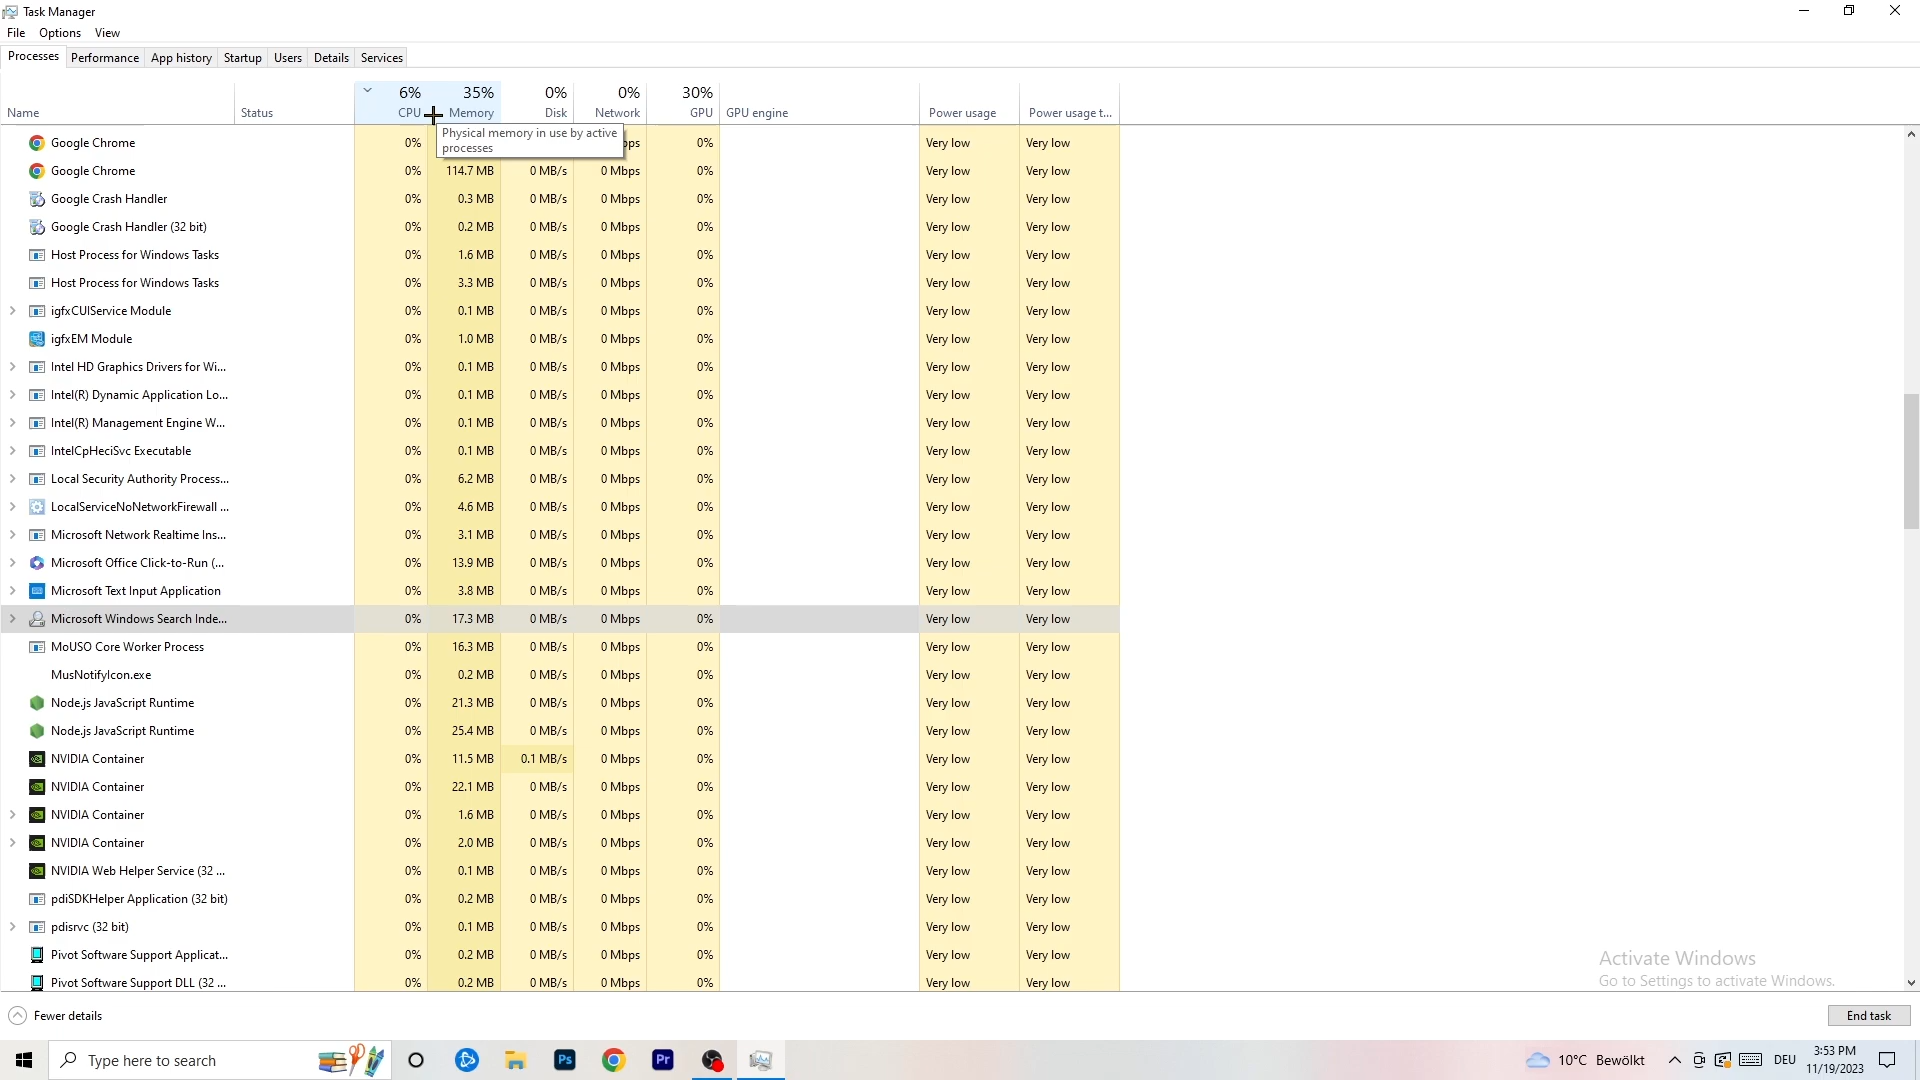 Task Manager
File Options View
Processes Performance App history Startup Users Details Services
6% 35% 0% 0% 30%
Name Status CPU Memory Disk Network GPU GPU engine Power usage Power usage t...
Physical memory in use by active
processes
Google Chrome 0% bps 0% Very low Very low
Google Chrome 0% 114.7 MB 0 MB/s 0 Mbps 0% Very low Very low
Google Crash Handler 0% 0.3 MB 0 MB/s 0 Mbps 0% Very low Very low
Google Crash Handler (32 bit) 0% 0.2 MB 0 MB/s 0 Mbps 0% Very low Very low
Host Process for Windows Tasks 0% 1.6 MB 0 MB/s 0 Mbps 0% Very low Very low
Host Process for Windows Tasks 0% 3.3 MB 0 MB/s 0 Mbps 0% Very low Very low
igfxCUIService Module 0% 0.1 MB 0 MB/s 0 Mbps 0% Very low Very low
igfxEM Module 0% 1.0 MB 0 MB/s 0 Mbps 0% Very low Very low
Intel HD Graphics Drivers for Wi... 0% 0.1 MB 0 MB/s 0 Mbps 0% Very low Very low
Intel(R) Dynamic Application Lo... 0% 0.1 MB 0 MB/s 0 Mbps 0% Very low Very low
Intel(R) Management Engine W... 0% 0.1 MB 0 MB/s 0 Mbps 0% Very low Very low
IntelCpHeciSvc Executable 0% 0.1 MB 0 MB/s 0 Mbps 0% Very low Very low
Local Security Authority Process... 0% 6.2 MB 0 MB/s 0 Mbps 0% Very low Very low
LocalServiceNoNetworkFirewall ... 0% 4.6 MB 0 MB/s 0 Mbps 0% Very low Very low
Microsoft Network Realtime Ins... 0% 3.1 MB 0 MB/s 0 Mbps 0% Very low Very low
Microsoft Office Click-to-Run (... 0% 13.9 MB 0 MB/s 0 Mbps 0% Very low Very low
Microsoft Text Input Application 0% 3.8 MB 0 MB/s 0 Mbps 0% Very low Very low
Microsoft Windows Search Inde... 0% 17.3 MB 0 MB/s 0 Mbps 0% Very low Very low
MoUSO Core Worker Process 0% 16.3 MB 0 MB/s 0 Mbps 0% Very low Very low
MusNotifyIcon.exe 0% 0.2 MB 0 MB/s 0 Mbps 0% Very low Very low
Node.js JavaScript Runtime 0% 21.3 MB 0 MB/s 0 Mbps 0% Very low Very low
Node.js JavaScript Runtime 0% 25.4 MB 0 MB/s 0 Mbps 0% Very low Very low
NVIDIA Container 0% 11.5 MB 0.1 MB/s 0 Mbps 0% Very low Very low
NVIDIA Container 0% 22.1 MB 0 MB/s 0 Mbps 0% Very low Very low
NVIDIA Container 0% 1.6 MB 0 MB/s 0 Mbps 0% Very low Very low
NVIDIA Container 0% 2.0 MB 0 MB/s 0 Mbps 0% Very low Very low
NVIDIA Web Helper Service (32 ... 0% 0.1 MB 0 MB/s 0 Mbps 0% Very low Very low
pdiSDKHelper Application (32 bit) 0% 0.2 MB 0 MB/s 0 Mbps 0% Very low Very low
pdisrvc (32 bit) 0% 0.1 MB 0 MB/s 0 Mbps 0% Very low Very low
Pivot Software Support Applicat... 0% 0.2 MB 0 MB/s 0 Mbps 0% Very low Very low
Pivot Software Support DLL (32 ... 0% 0.2 MB 0 MB/s 0 Mbps 0% Very low Very low
Activate Windows
Go to Settings to activate Windows.
Fewer details End task
Type here to search Ps Pr 10°C Bewölkt DEU 3:53 PM
11/19/2023